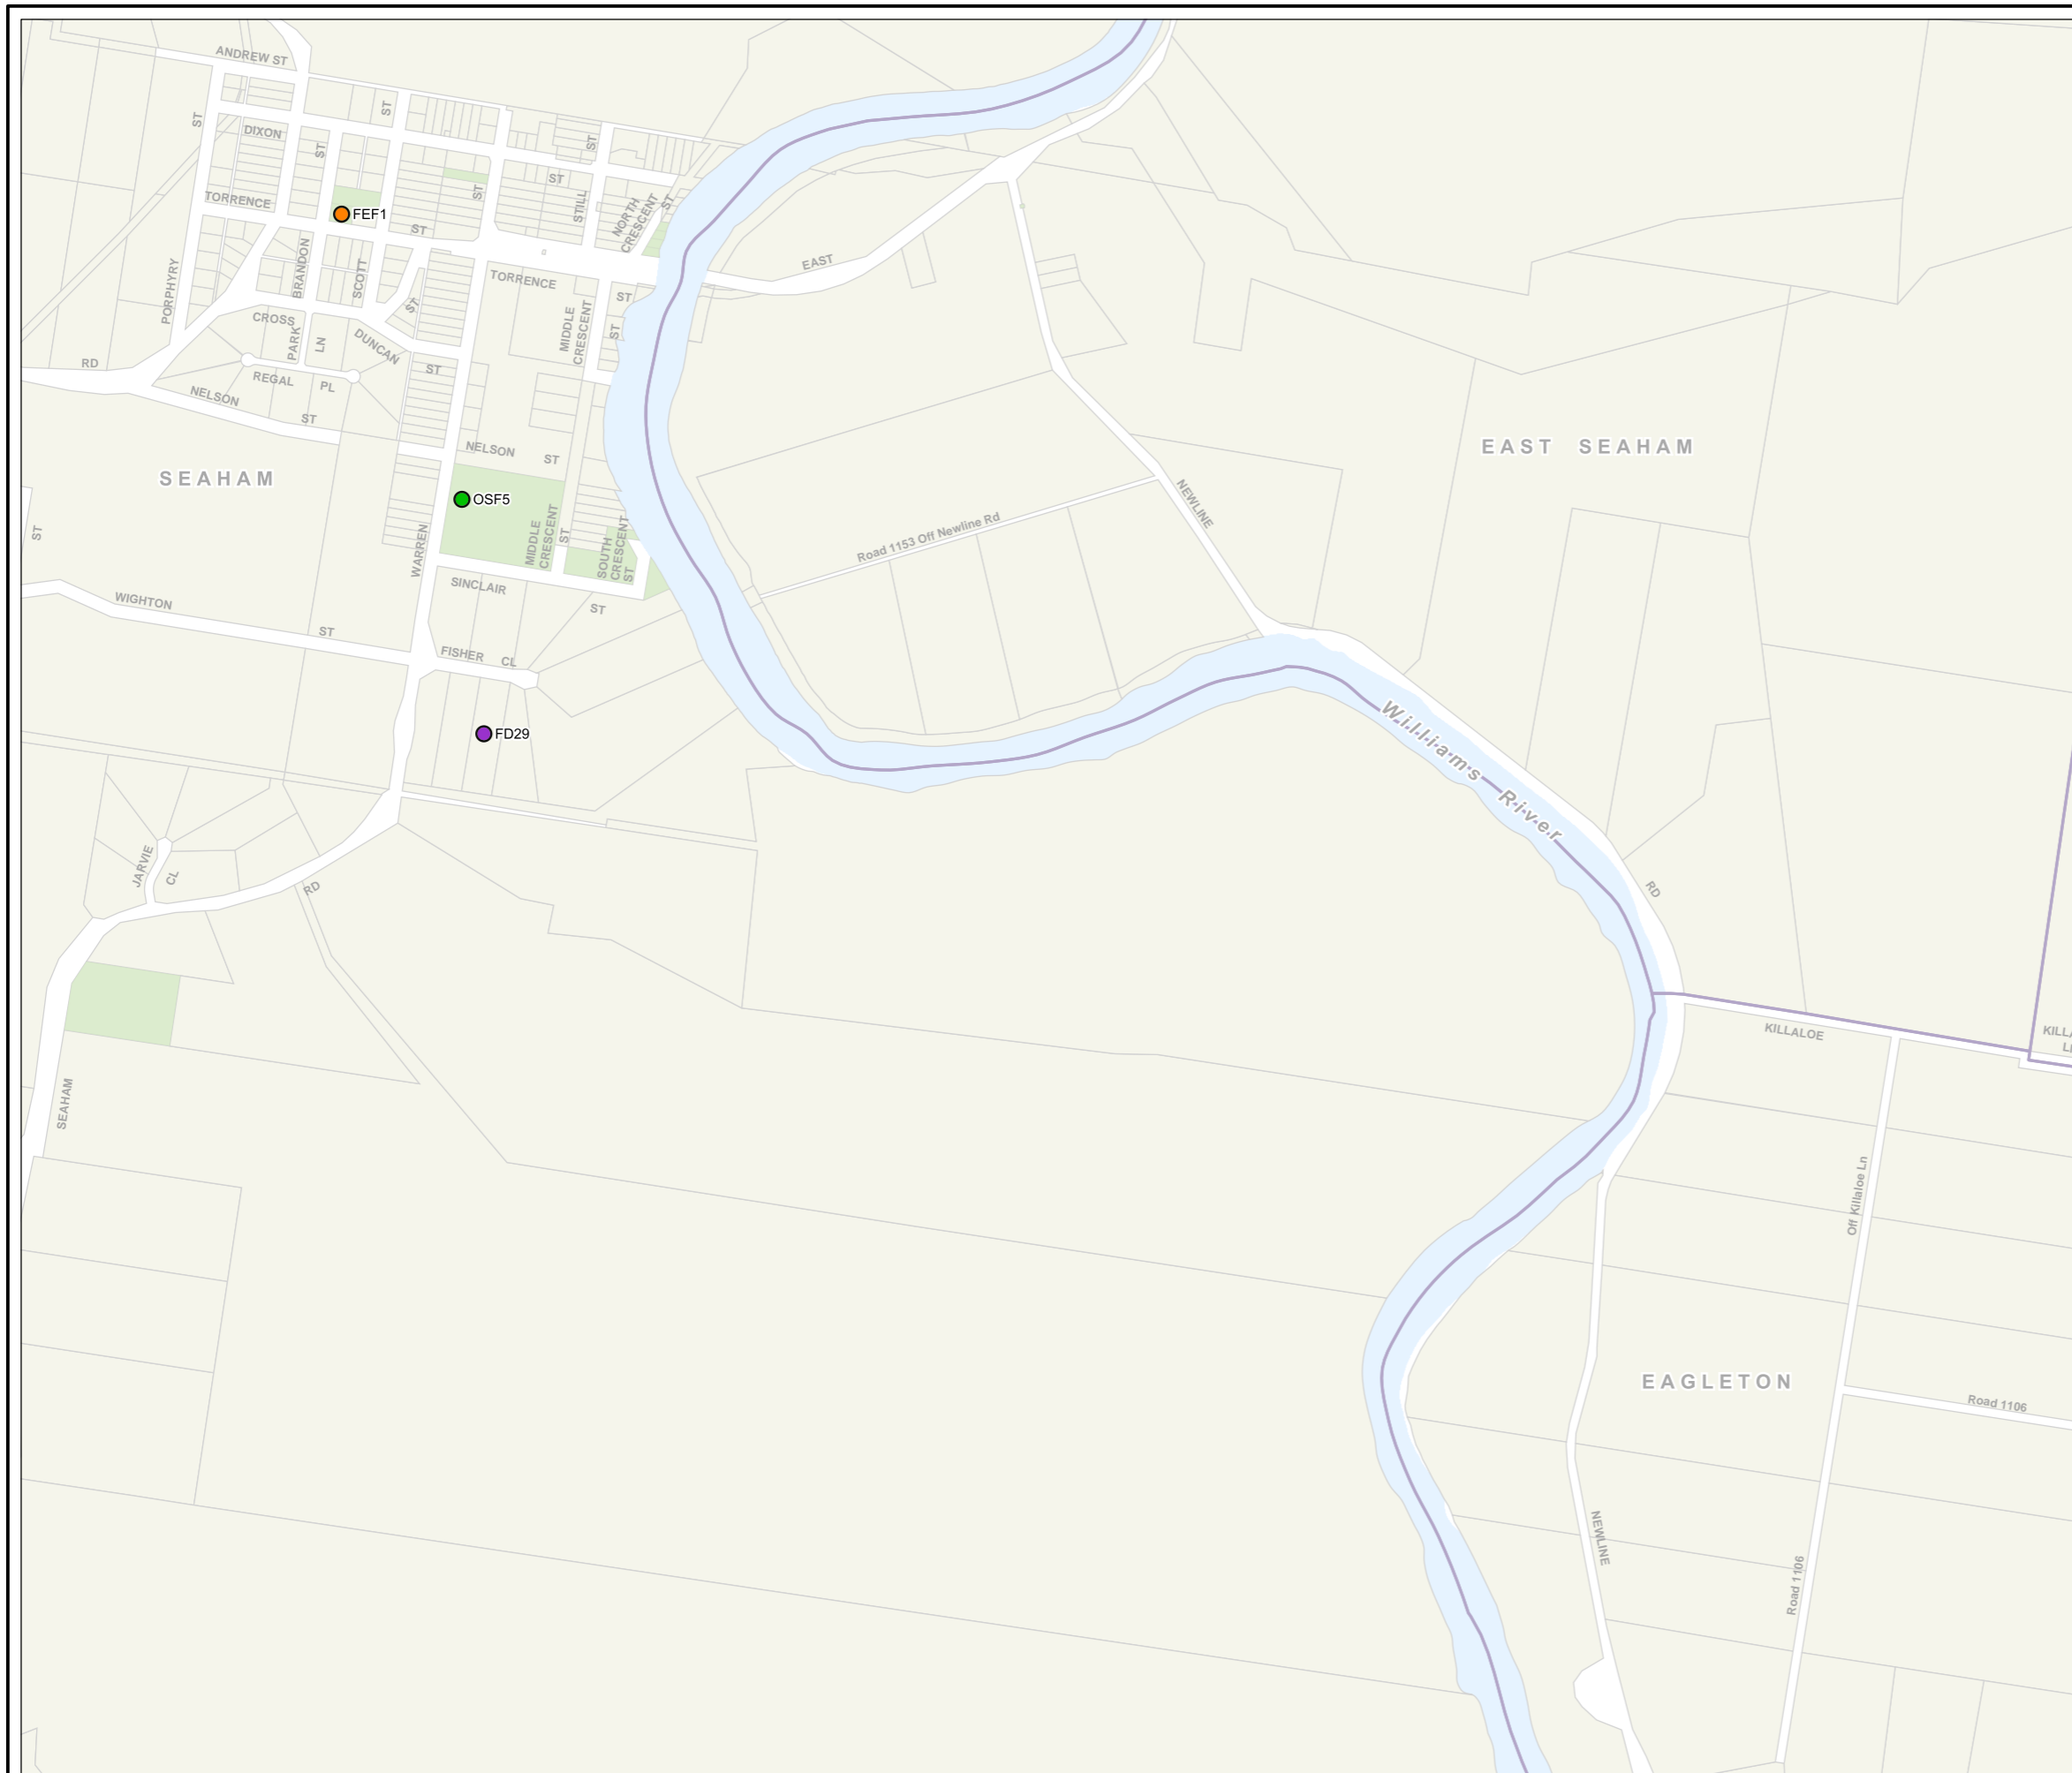 ANDREW ST
ST
ST
DIXON
ST
ST
ST
ST
TORRENCE
FEF1
ST
STILL
NORTH
CRESCENT
ST
EAST
PORPHYRY
BRANDON
SCOTT
ST
TORRENCE
ST
CROSS
PARK
LN
DUNCAN
MIDDLE
CRESCENT
ST
RD
REGAL
PL
ST
NELSON
ST
NELSON
ST
EAST SEAHAM
SEAHAM
OSF5
NEWLINE
ST
Road 1153 Off Newline Rd
WARREN
MIDDLE
CRESCENT
ST
SOUTH
CRESCENT
ST
SINCLAIR
ST
WIGHTON
ST
FISHER
CL
FD29
Williams
River
JARVIE
CL
RD
RD
KILLALOE
SEAHAM
Off Killaloe Ln
EAGLETON
Road 1106
NEWLINE
Road 1106